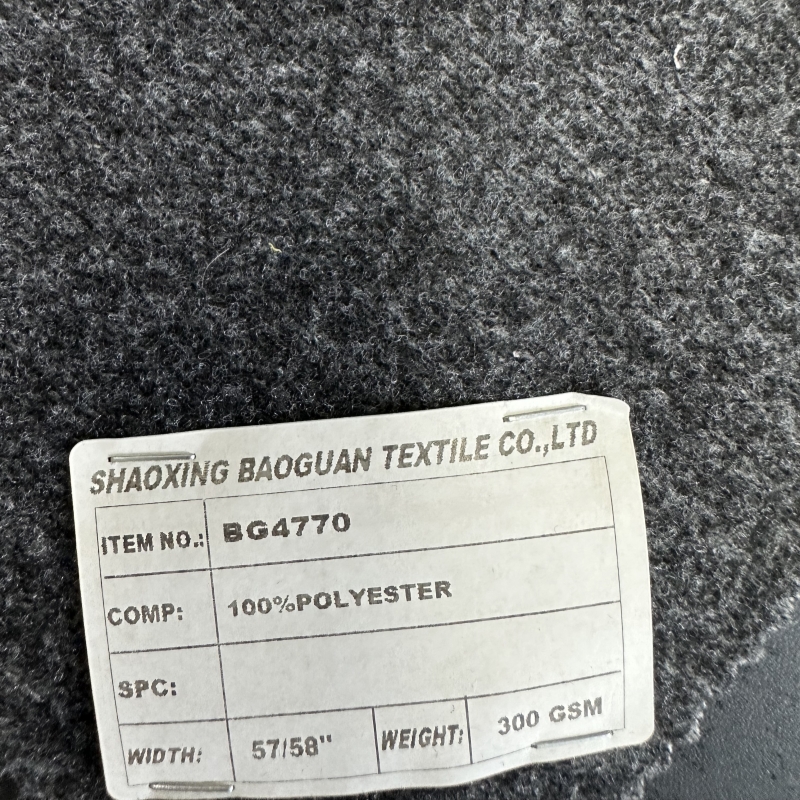 SHAOXING BAOGUAN TEXTILE CO.,LTD
ITEM NO.: BG4770
COMP: 100%POLYESTER
SPC:
WIDTH: 57/58" WEIGHT: 300 GSM